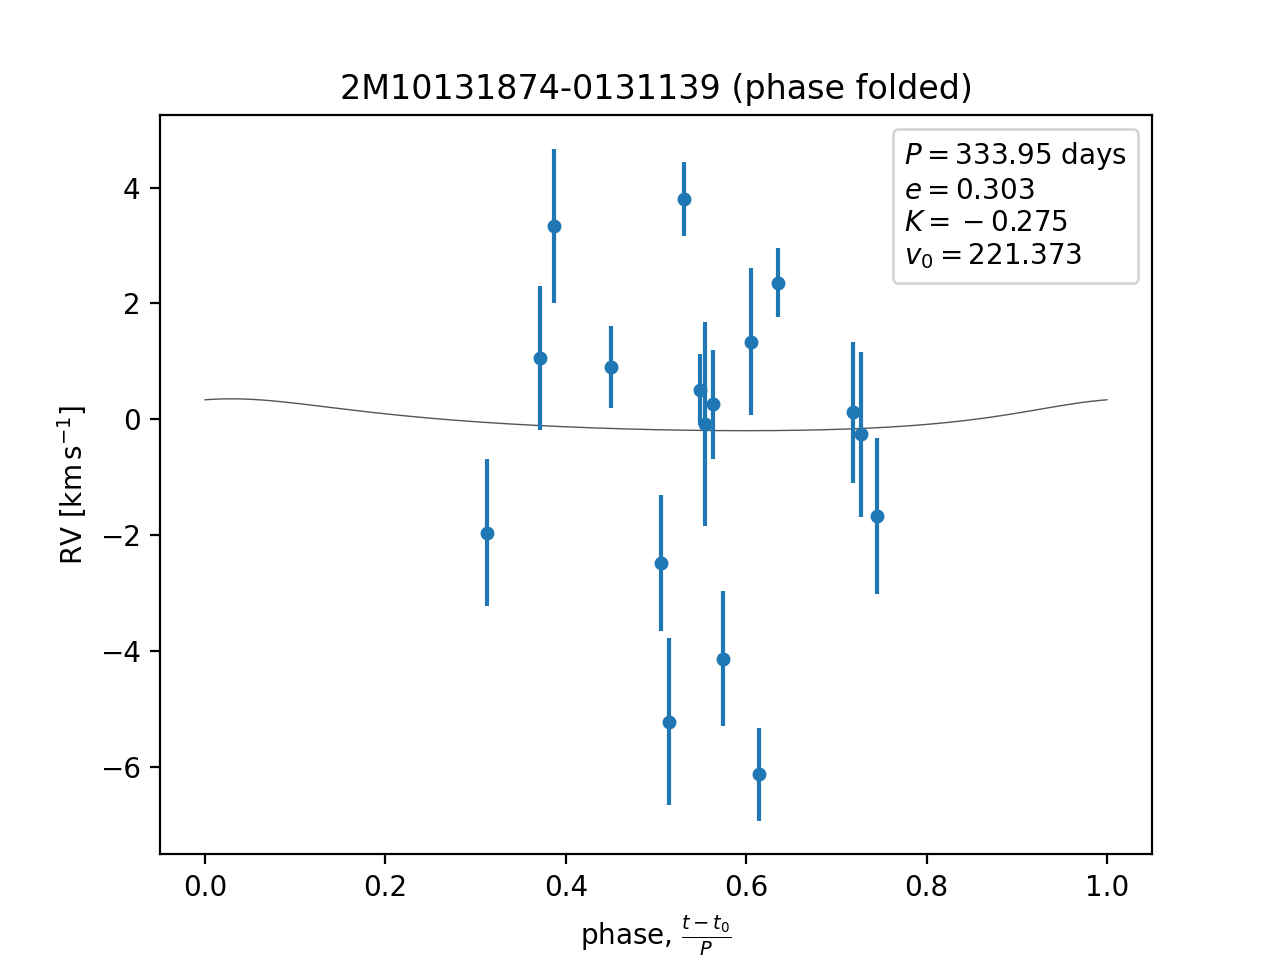 2M10131874-0131139 (phase folded)
P = 333.95 days
e = 0.303
K = −0.275
v₀ = 221.373
4
2
0
−2
−4
−6
RV [km s⁻¹]
0.0 0.2 0.4 0.6 0.8 1.0
phase, (t − t₀)/P